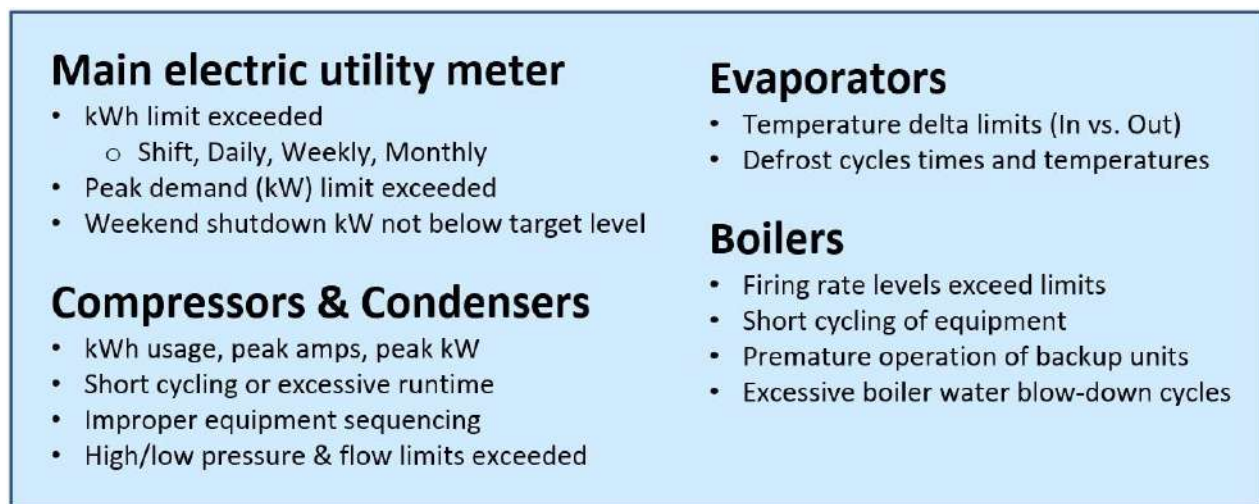 Main electric utility meter
• kWh limit exceeded
o Shift, Daily, Weekly, Monthly
• Peak demand (kW) limit exceeded
• Weekend shutdown kW not below target level
Compressors & Condensers
• kWh usage, peak amps, peak kW
• Short cycling or excessive runtime
• Improper equipment sequencing
• High/low pressure & flow limits exceeded
Evaporators
• Temperature delta limits (In vs. Out)
• Defrost cycles times and temperatures
Boilers
• Firing rate levels exceed limits
• Short cycling of equipment
• Premature operation of backup units
• Excessive boiler water blow-down cycles